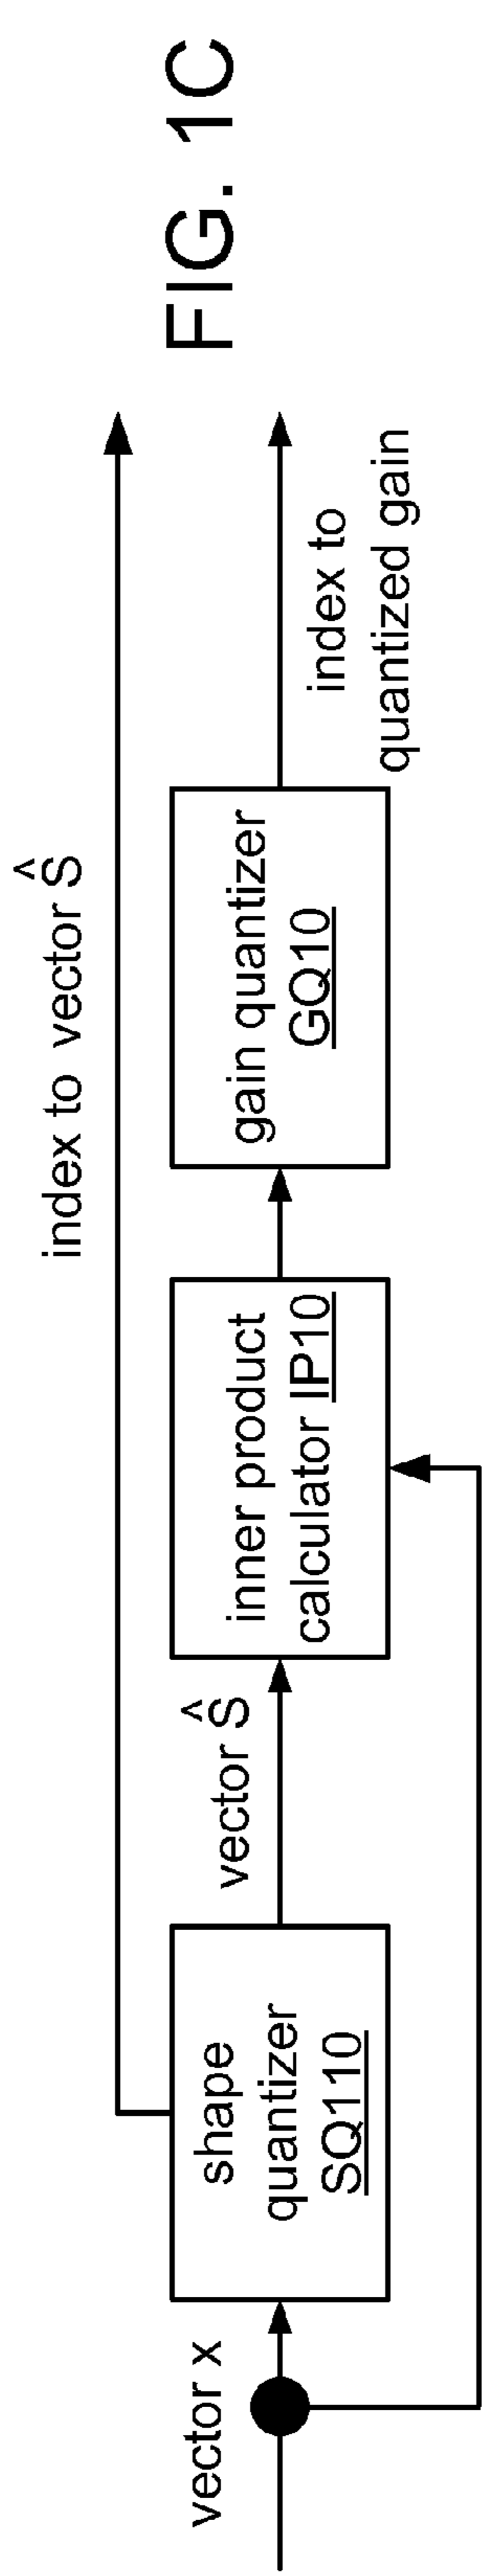 index to vector Ŝ
vector x
shape
quantizer
SQ110
vector Ŝ
inner product
calculator IP10
gain quantizer
GQ10
index to
quantized gain
FIG. 1C